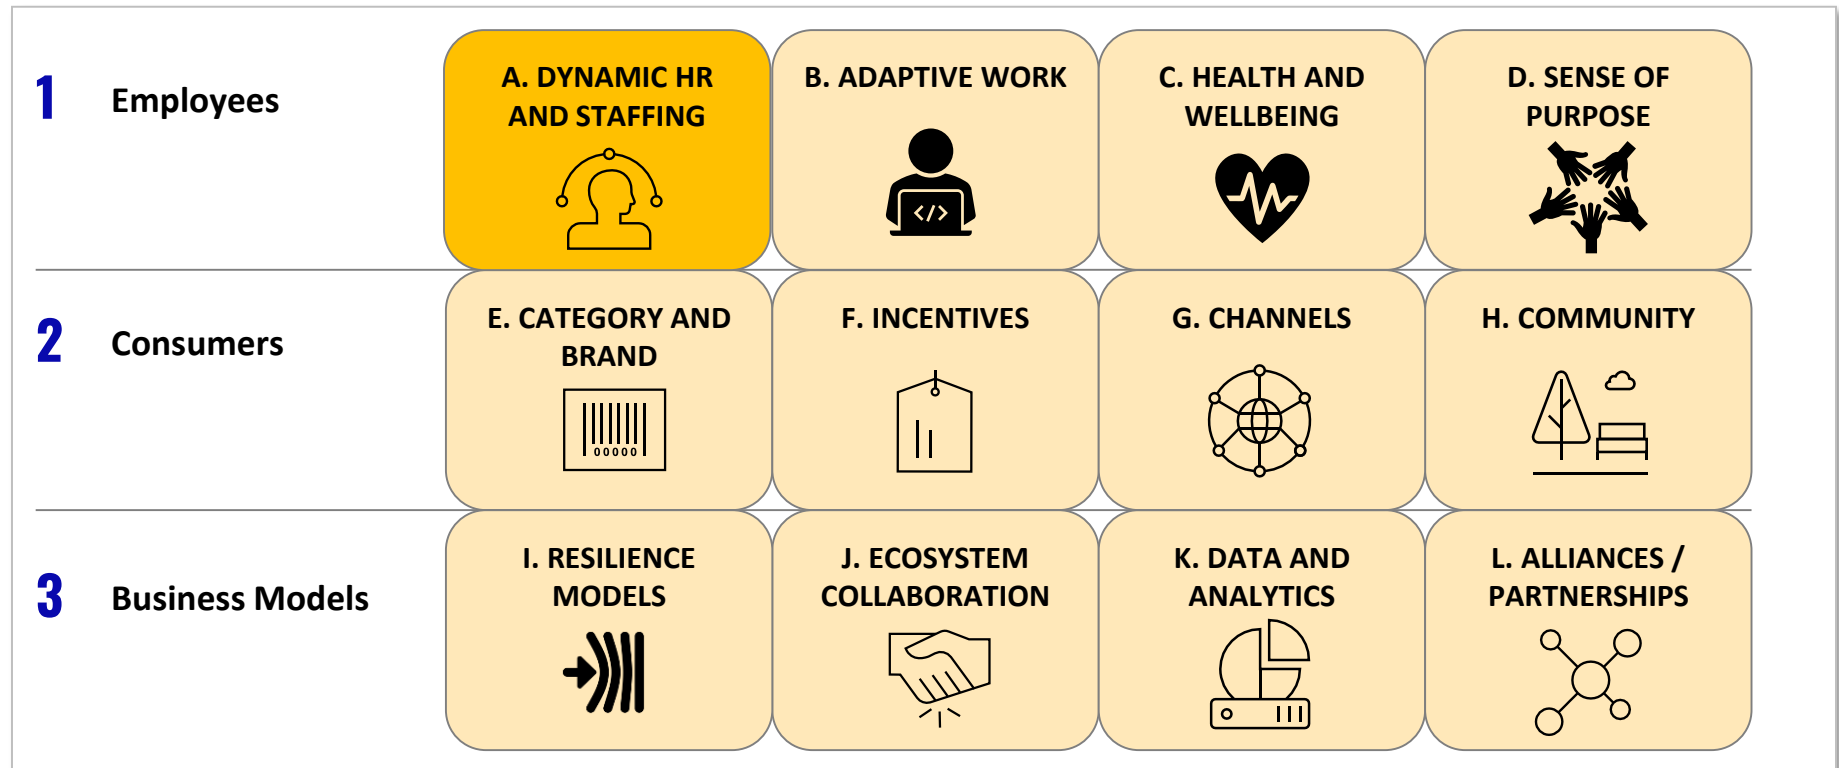 1 Employees
A. DYNAMIC HR
AND STAFFING
B. ADAPTIVE WORK
</>
C. HEALTH AND
WELLBEING
D. SENSE OF
PURPOSE
2 Consumers
E. CATEGORY AND
BRAND
00000
F. INCENTIVES
G. CHANNELS
H. COMMUNITY
3 Business Models
I. RESILIENCE
MODELS
J. ECOSYSTEM
COLLABORATION
K. DATA AND
ANALYTICS
L. ALLIANCES /
PARTNERSHIPS